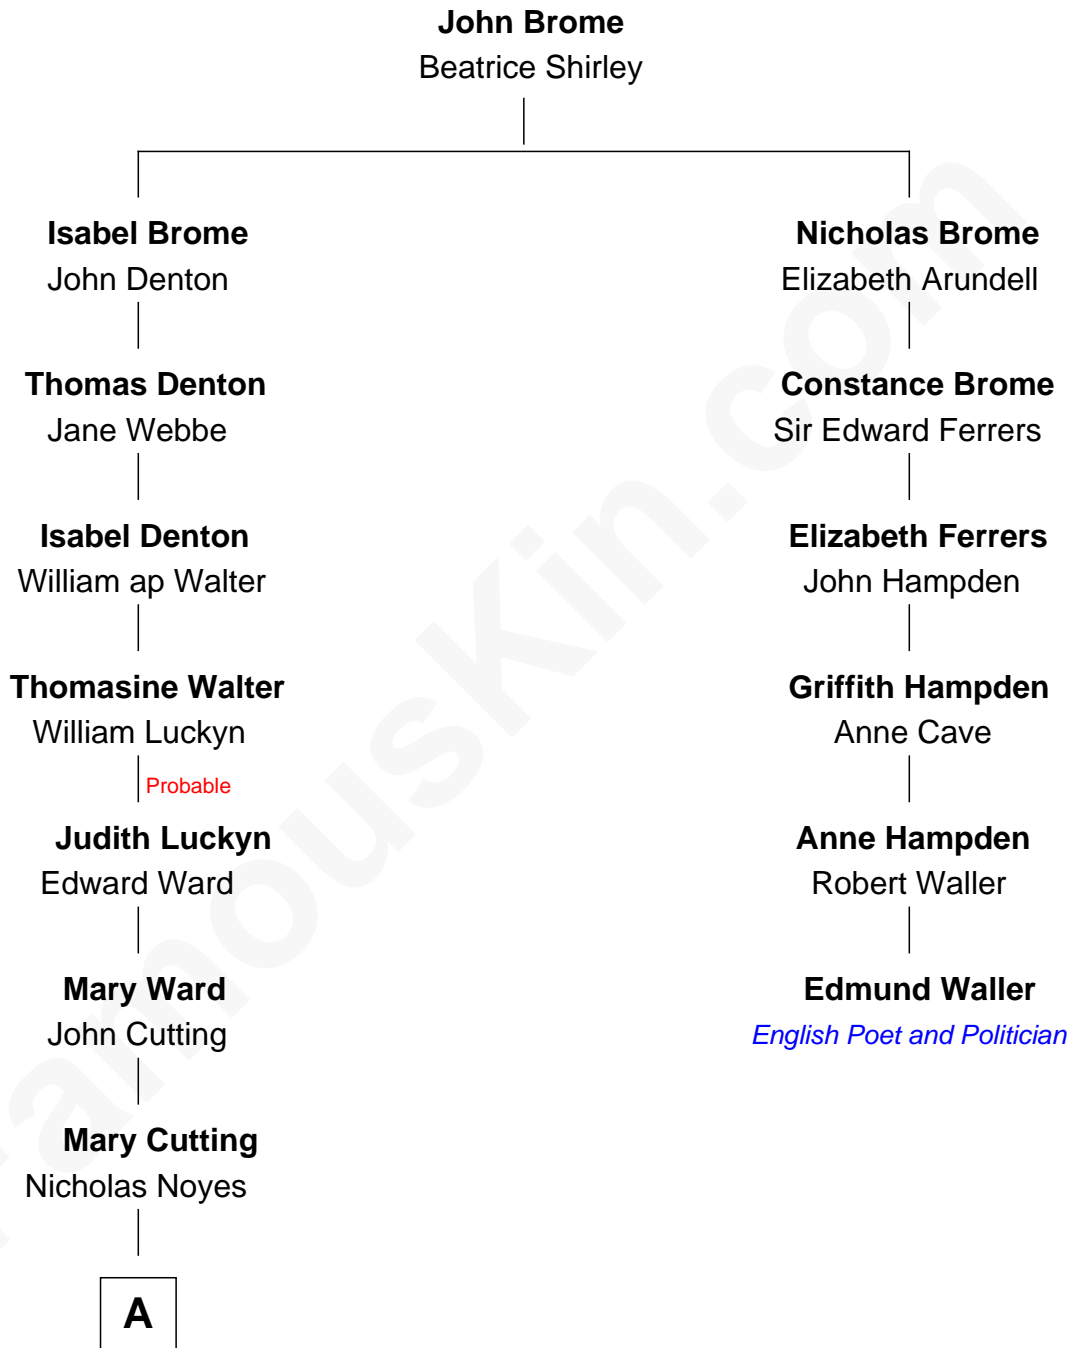 John Brome
Beatrice Shirley
Isabel Brome
John Denton
Nicholas Brome
Elizabeth Arundell
Thomas Denton
Jane Webbe
Constance Brome
Sir Edward Ferrers
Isabel Denton
William ap Walter
Elizabeth Ferrers
John Hampden
Thomasine Walter
William Luckyn
Griffith Hampden
Anne Cave
Probable
Judith Luckyn
Edward Ward
Anne Hampden
Robert Waller
Mary Ward
John Cutting
Edmund Waller
English Poet and Politician
Mary Cutting
Nicholas Noyes
A
FamousKin.com